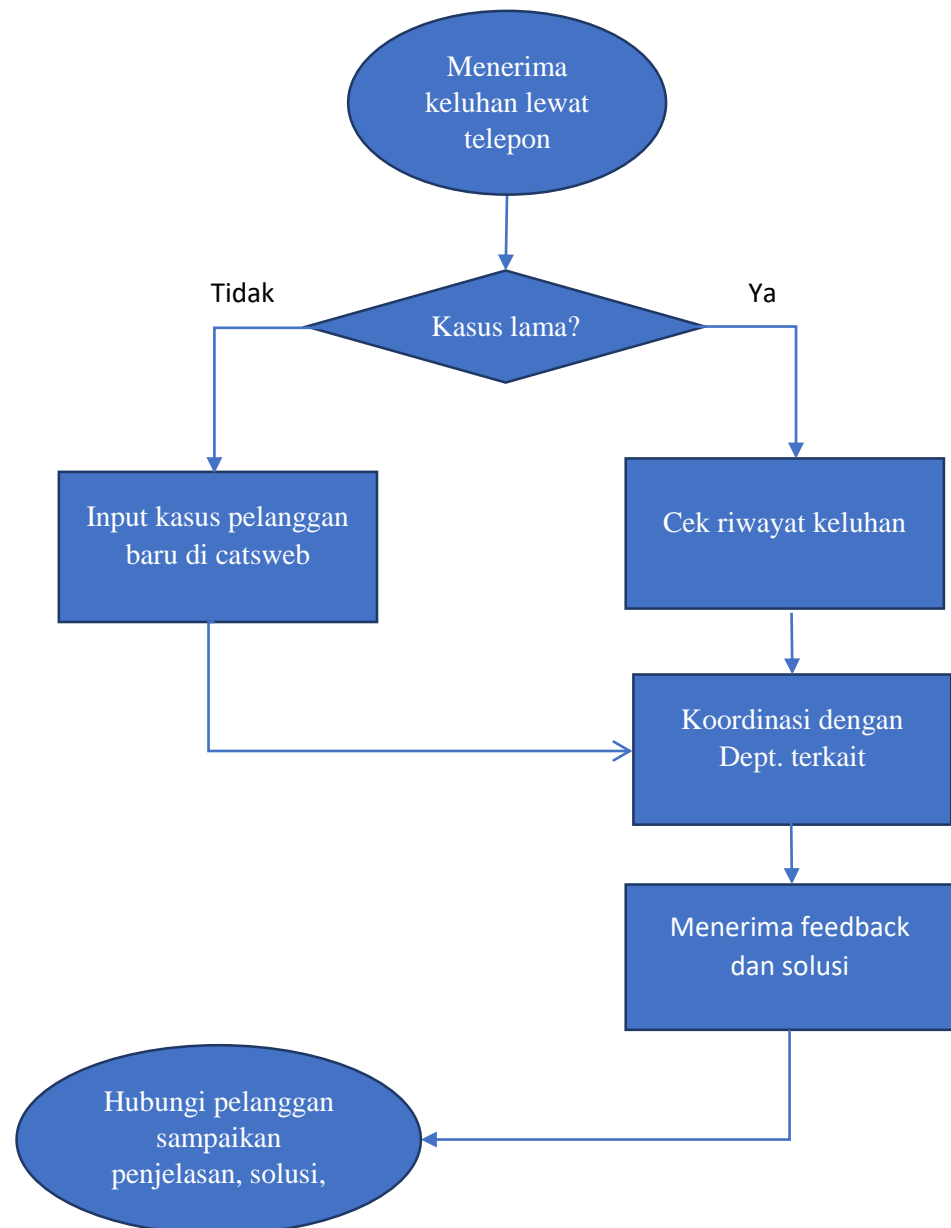 Menerima
keluhan lewat
telepon
Tidak
Ya
Kasus lama?
Input kasus pelanggan
baru di catsweb
Cek riwayat keluhan
Koordinasi dengan
Dept. terkait
Menerima feedback
dan solusi
Hubungi pelanggan
sampaikan
penjelasan, solusi,